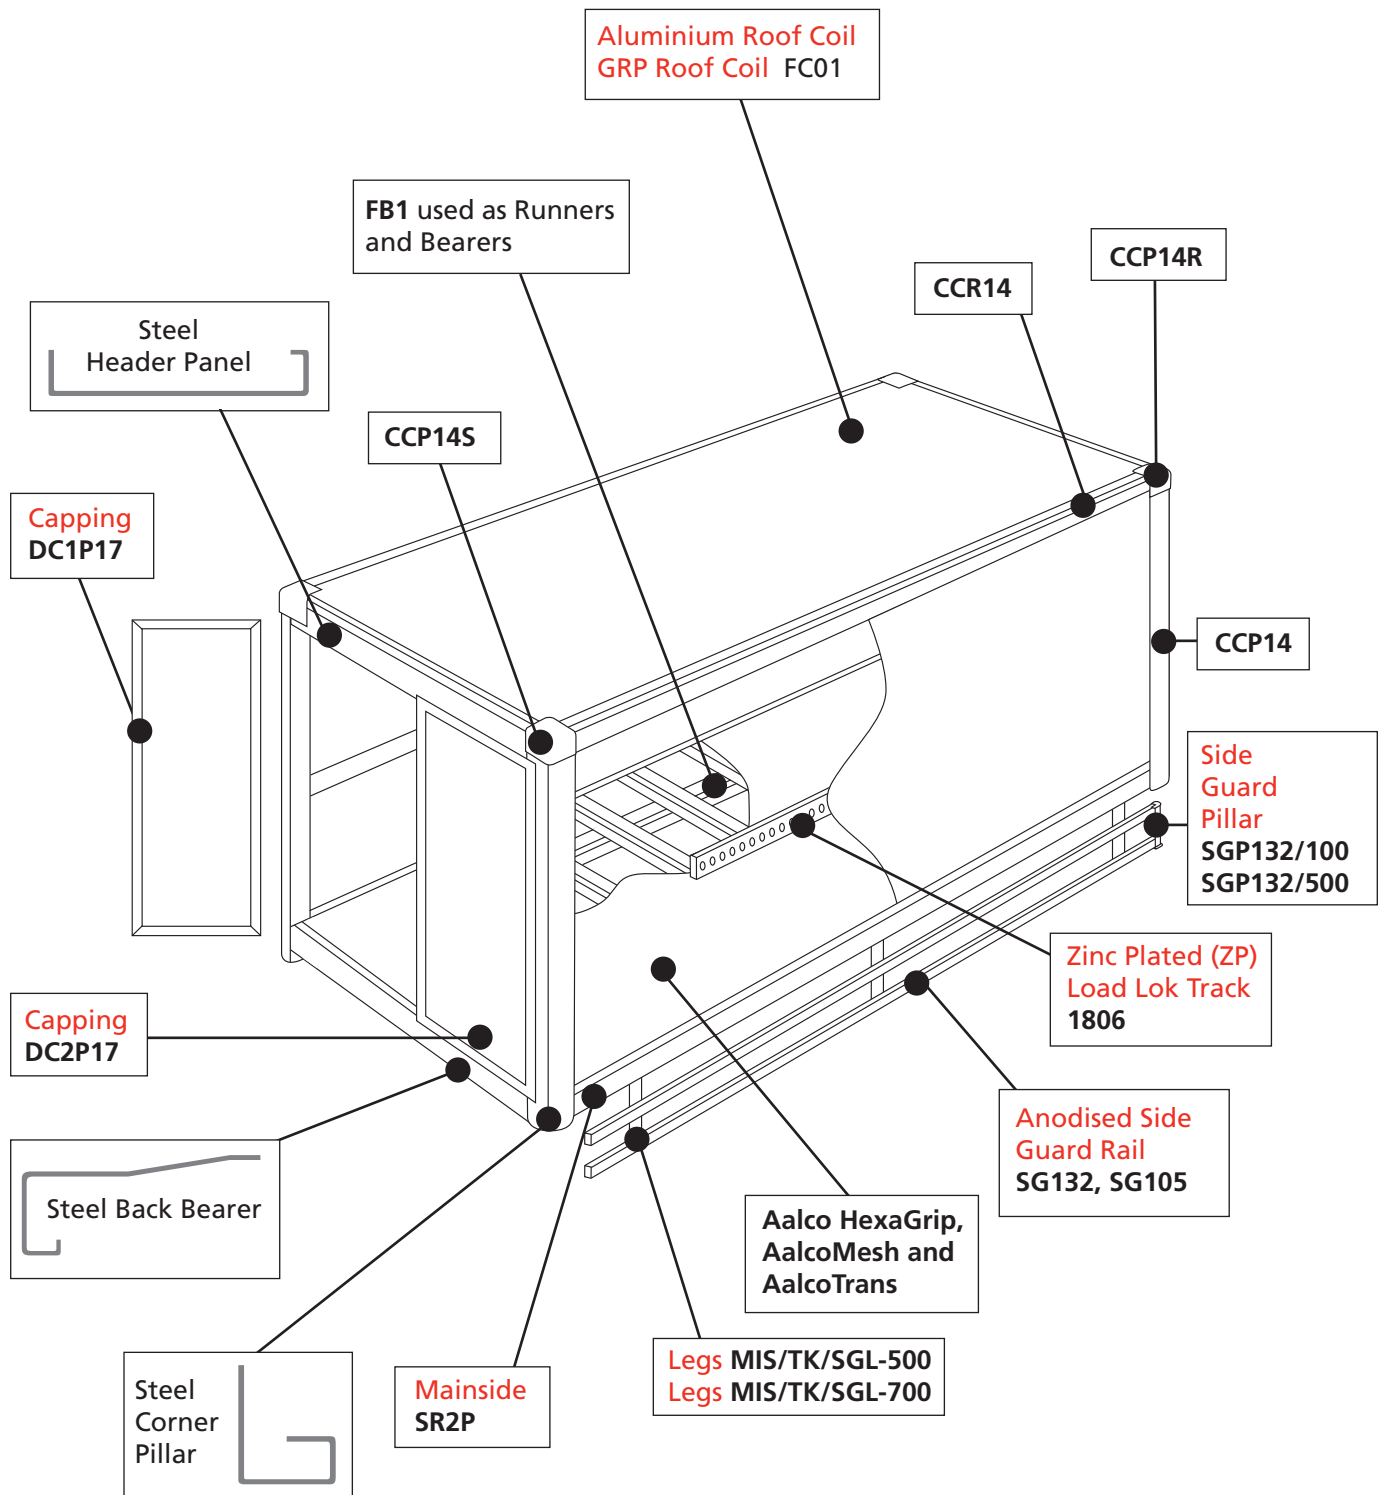 Aluminium Roof Coil
GRP Roof Coil FC01
FB1 used as Runners
and Bearers
CCP14R
CCR14
Steel
Header Panel
CCP14S
Capping
DC1P17
CCP14
Side
Guard
Pillar
SGP132/100
SGP132/500
Zinc Plated (ZP)
Load Lok Track
1806
Capping
DC2P17
Anodised Side
Guard Rail
SG132, SG105
Steel Back Bearer
Aalco HexaGrip,
AalcoMesh and
AalcoTrans
Legs MIS/TK/SGL-500
Legs MIS/TK/SGL-700
Mainside
SR2P
Steel
Corner
Pillar